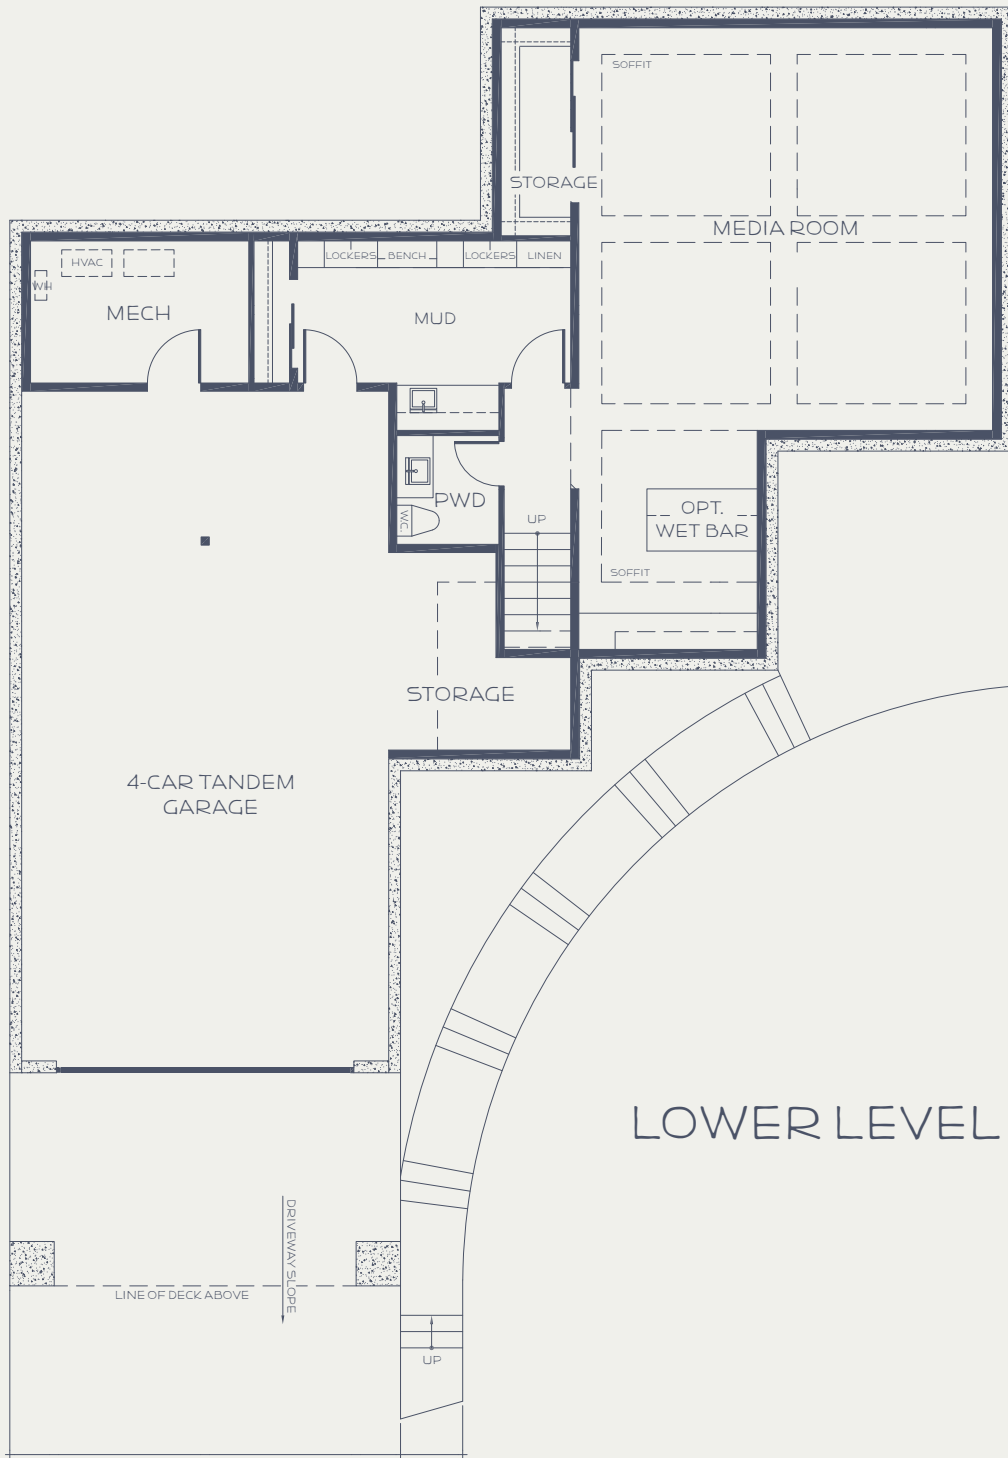 SOFFIT
STORAGE
MEDIA ROOM
LOCKERS
BENCH
LOCKERS
LINEN
HVAC
WH
MECH
MUD
PWD
W.C.
UP
OPT.
WET BAR
SOFFIT
STORAGE
4-CAR TANDEM
GARAGE
LOWER LEVEL
DRIVEWAY SLOPE
LINE OF DECK ABOVE
UP